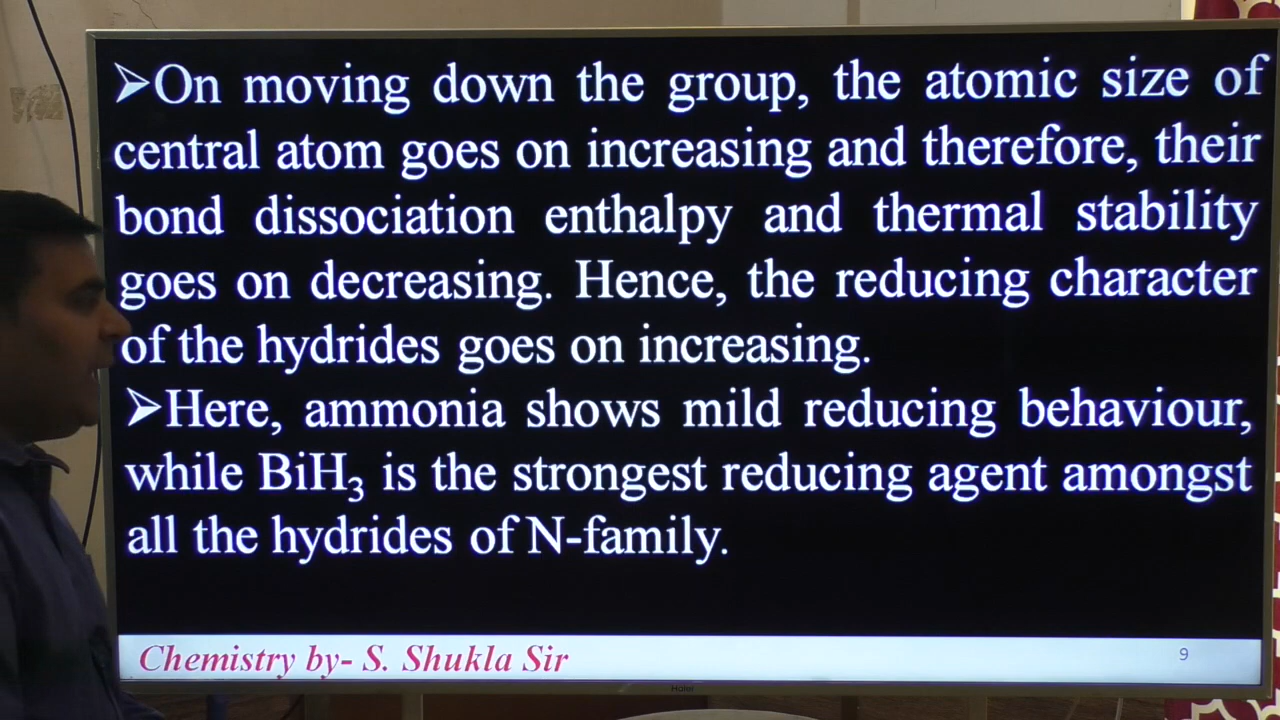 ➢On moving down the group, the atomic size of
central atom goes on increasing and therefore, their
bond dissociation enthalpy and thermal stability
goes on decreasing. Hence, the reducing character
of the hydrides goes on increasing.
➢Here, ammonia shows mild reducing behaviour,
while BiH₃ is the strongest reducing agent amongst
all the hydrides of N-family.
Chemistry by- S. Shukla Sir
9
Haier